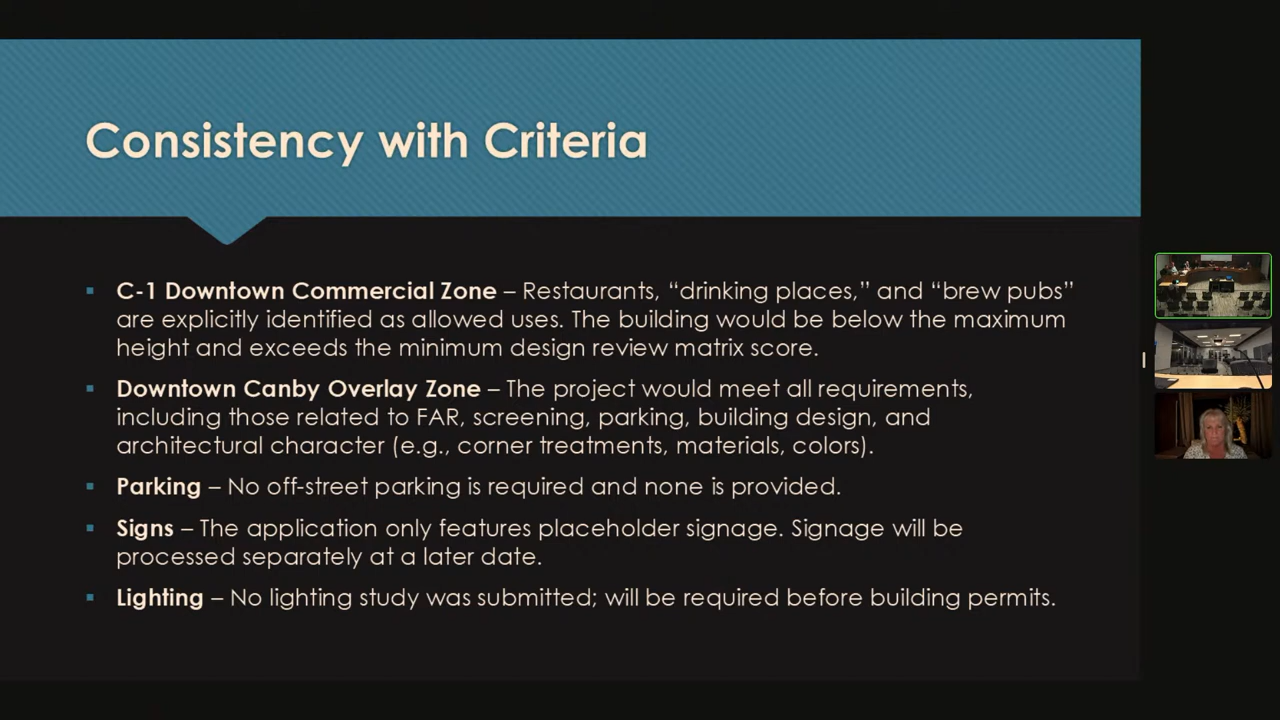 Consistency with Criteria
C-1 Downtown Commercial Zone – Restaurants, “drinking places,” and “brew pubs”
are explicitly identified as allowed uses. The building would be below the maximum
height and exceeds the minimum design review matrix score.
Downtown Canby Overlay Zone – The project would meet all requirements,
including those related to FAR, screening, parking, building design, and
architectural character (e.g., corner treatments, materials, colors).
Parking – No off-street parking is required and none is provided.
Signs – The application only features placeholder signage. Signage will be
processed separately at a later date.
Lighting – No lighting study was submitted; will be required before building permits.